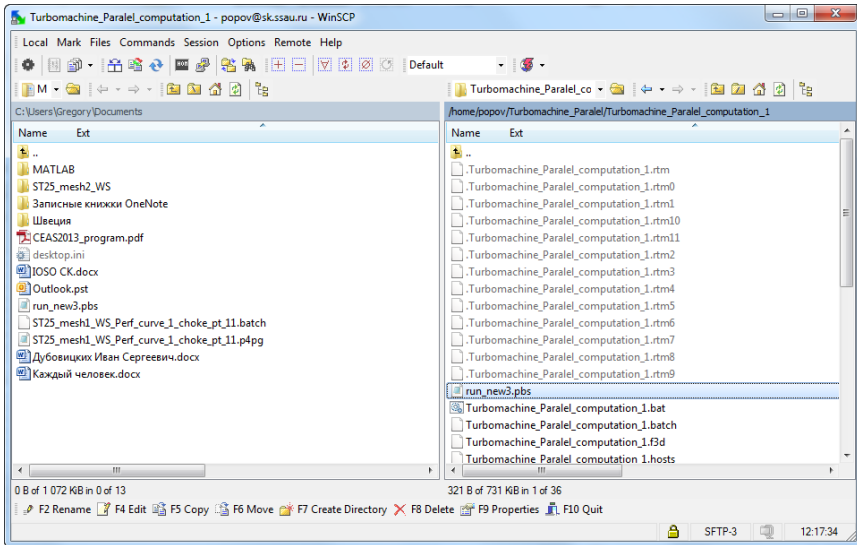 Turbomachine_Paralel_computation_1 - popov@sk.ssau.ru - WinSCP
Local Mark Files Commands Session Options Remote Help
Default
M
Turbomachine_Paralel_co
C:\Users\Gregory\Documents
/home/popov/Turbomachine_Paralel/Turbomachine_Paralel_computation_1
Name Ext
..
MATLAB
ST25_mesh2_WS
Записные книжки OneNote
Швеция
CEAS2013_program.pdf
desktop.ini
IOSO СК.docx
Outlook.pst
run_new3.pbs
ST25_mesh1_WS_Perf_curve_1_choke_pt_11.batch
ST25_mesh1_WS_Perf_curve_1_choke_pt_11.p4pg
Дубовицких Иван Сергеевич.docx
Каждый человек.docx
Name Ext
..
.Turbomachine_Paralel_computation_1.rtm
.Turbomachine_Paralel_computation_1.rtm0
.Turbomachine_Paralel_computation_1.rtm1
.Turbomachine_Paralel_computation_1.rtm10
.Turbomachine_Paralel_computation_1.rtm11
.Turbomachine_Paralel_computation_1.rtm2
.Turbomachine_Paralel_computation_1.rtm3
.Turbomachine_Paralel_computation_1.rtm4
.Turbomachine_Paralel_computation_1.rtm5
.Turbomachine_Paralel_computation_1.rtm6
.Turbomachine_Paralel_computation_1.rtm7
.Turbomachine_Paralel_computation_1.rtm8
.Turbomachine_Paralel_computation_1.rtm9
run_new3.pbs
Turbomachine_Paralel_computation_1.bat
Turbomachine_Paralel_computation_1.batch
Turbomachine_Paralel_computation_1.f3d
Turbomachine_Paralel_computation_1.hosts
0 B of 1 072 KiB in 0 of 13
321 B of 731 KiB in 1 of 36
F2 Rename F4 Edit F5 Copy F6 Move F7 Create Directory F8 Delete F9 Properties F10 Quit
SFTP-3 12:17:34